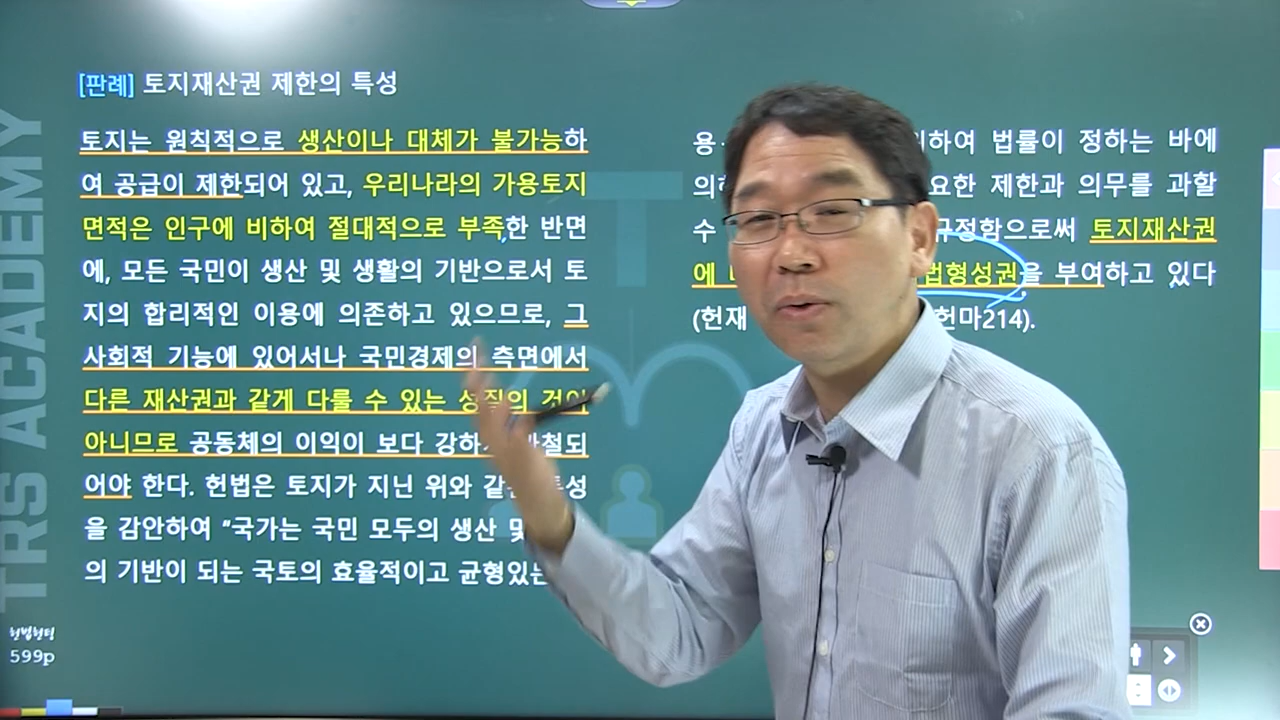 [판례] 토지재산권 제한의 특성
토지는 원칙적으로 생산이나 대체가 불가능하
여 공급이 제한되어 있고, 우리나라의 가용토지
면적은 인구에 비하여 절대적으로 부족한 반면
에, 모든 국민이 생산 및 생활의 기반으로서 토
지의 합리적인 이용에 의존하고 있으므로, 그
사회적 기능에 있어서나 국민경제의 측면에서
다른 재산권과 같게 다룰 수 있는 성질의 것이
아니므로 공동체의 이익이 보다 강하게 관철되
어야 한다. 헌법은 토지가 지닌 위와 같은 특성
을 감안하여 "국가는 국민 모두의 생산 및
의 기반이 되는 국토의 효율적이고 균형있는
용 위하여 법률이 정하는 바에
의하 요한 제한과 의무를 과할
수 규정함으로써 토지재산권
에 법형성권을 부여하고 있다
(헌재 헌마214).
TRS ACADEMY
헌법헌터
599p